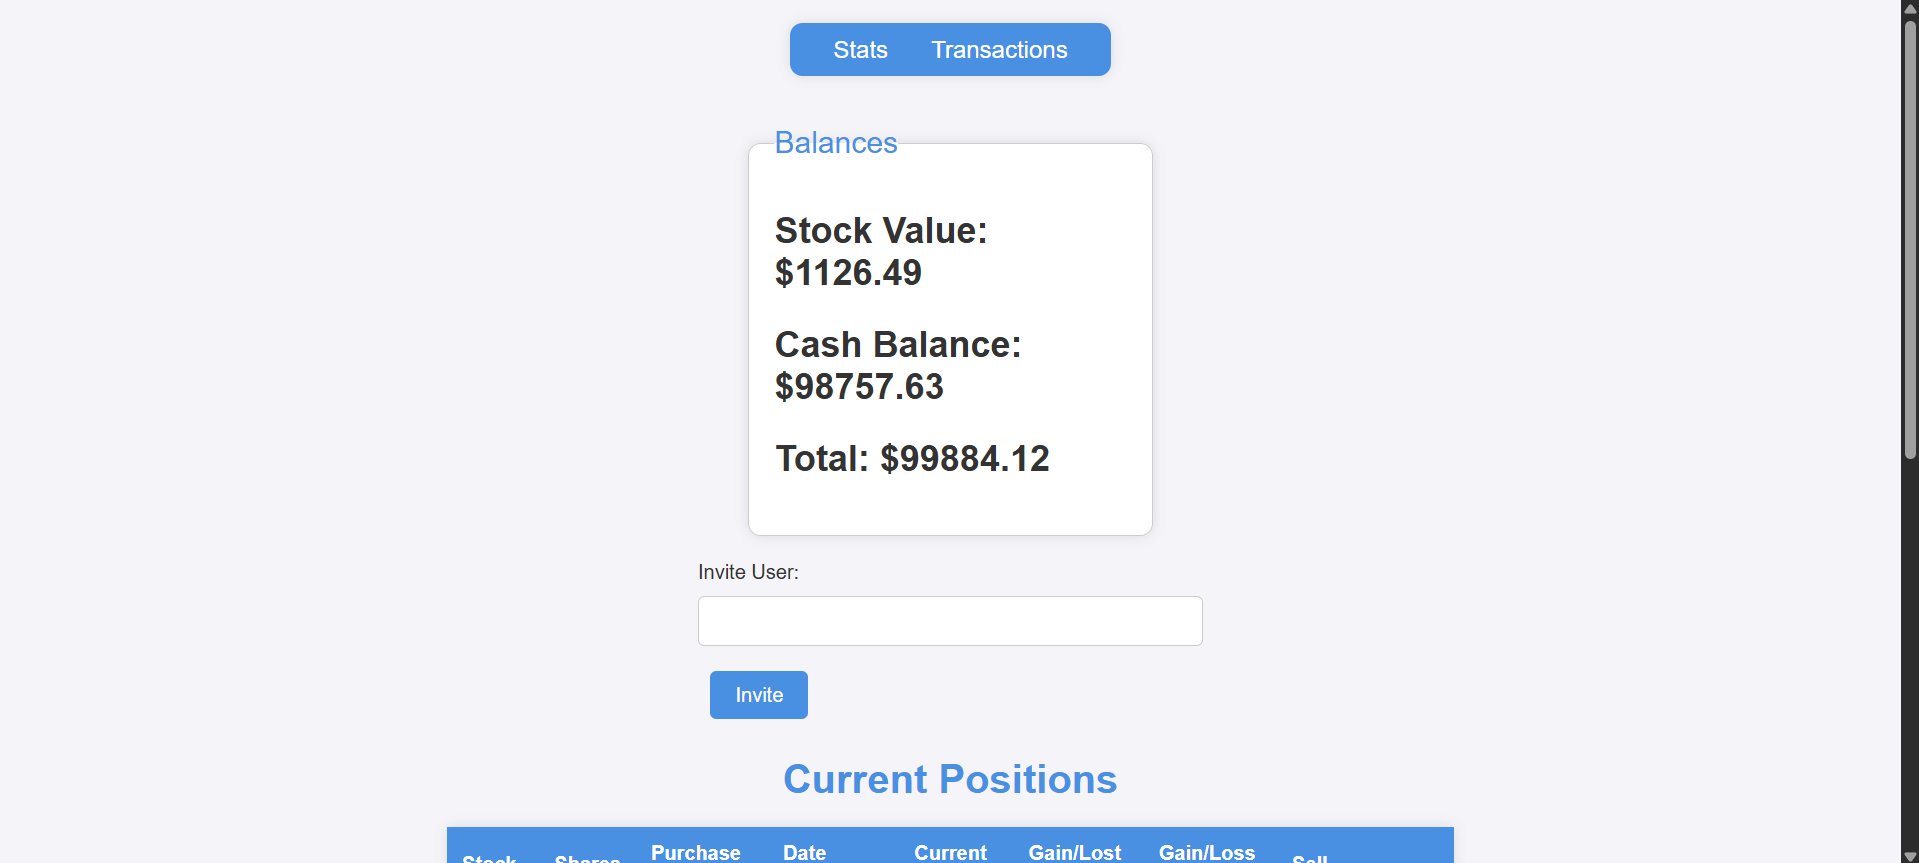 Stats Transactions
Balances
Stock Value:
$1126.49
Cash Balance:
$98757.63
Total: $99884.12
Invite User:
Invite
Current Positions
Stock Shares Purchase Date Current Gain/Lost Gain/Loss Sell